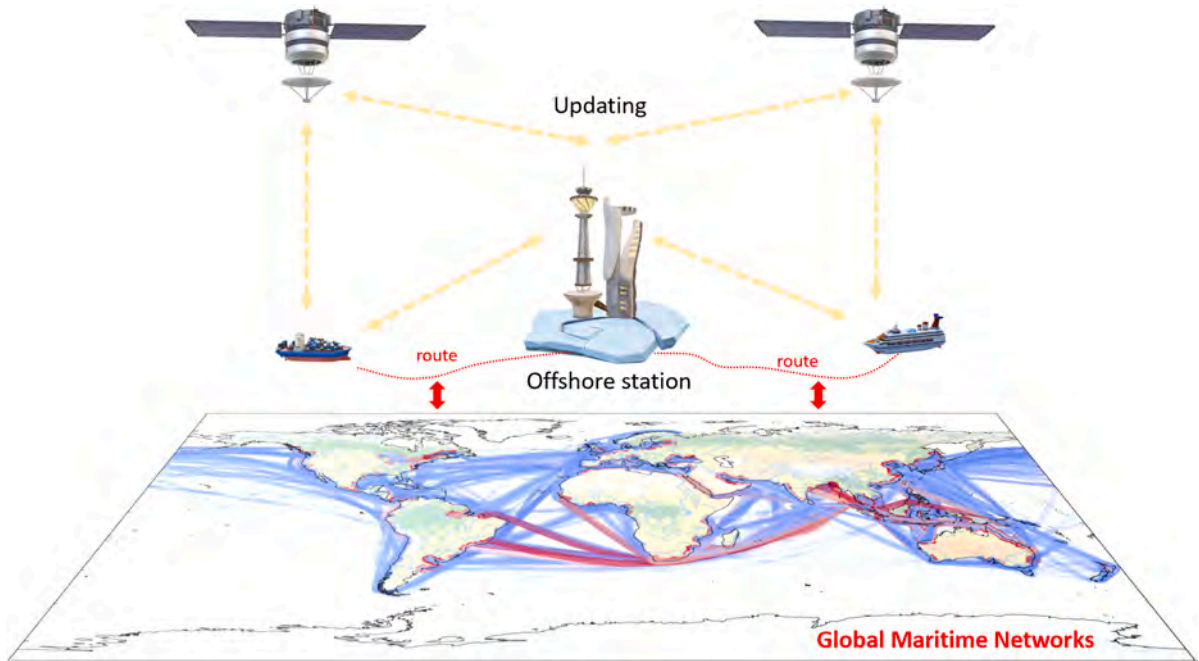 Updating
route
route
Offshore station
Global Maritime Networks